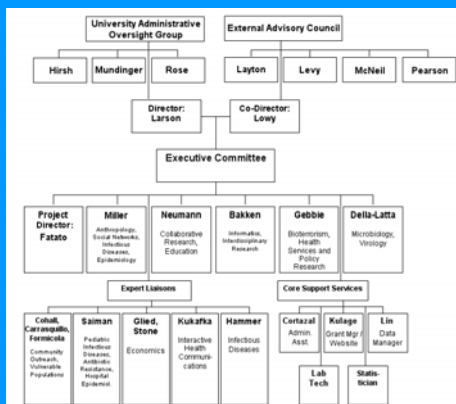 University Administrative
Oversight Group
External Advisory Council
Hirsh
Mundinger
Rose
Layton
Levy
McNeil
Pearson
Director:
Larson
Co-Director:
Lowy
Executive Committee
Project
Director:
Fatato
Miller
Anthropology,
Social Networks,
Infectious
Diseases,
Epidemiology
Neumann
Collaborative
Research,
Education
Bakken
Informatics,
Interdisciplinary
Research
Gebbie
Bioterrorism,
Health
Services and
Policy
Research
Della-Latta
Microbiology,
Virology
Expert Liaisons
Core Support Services
Cohall,
Carrasquillo,
Formicola
Community
Outreach,
Vulnerable
Populations
Saiman
Pediatric
Infectious
Diseases,
Antibiotic
Resistance,
Hospital
Epidemiol.
Glied,
Stone
Economics
Kukafka
Interactive
Health
Communi-
cations
Hammer
Infectious
Diseases
Cortazal
Admin.
Asst.
Kulage
Grant Mgr /
Website
Lin
Data
Manager
Lab
Tech
Statis-
tician